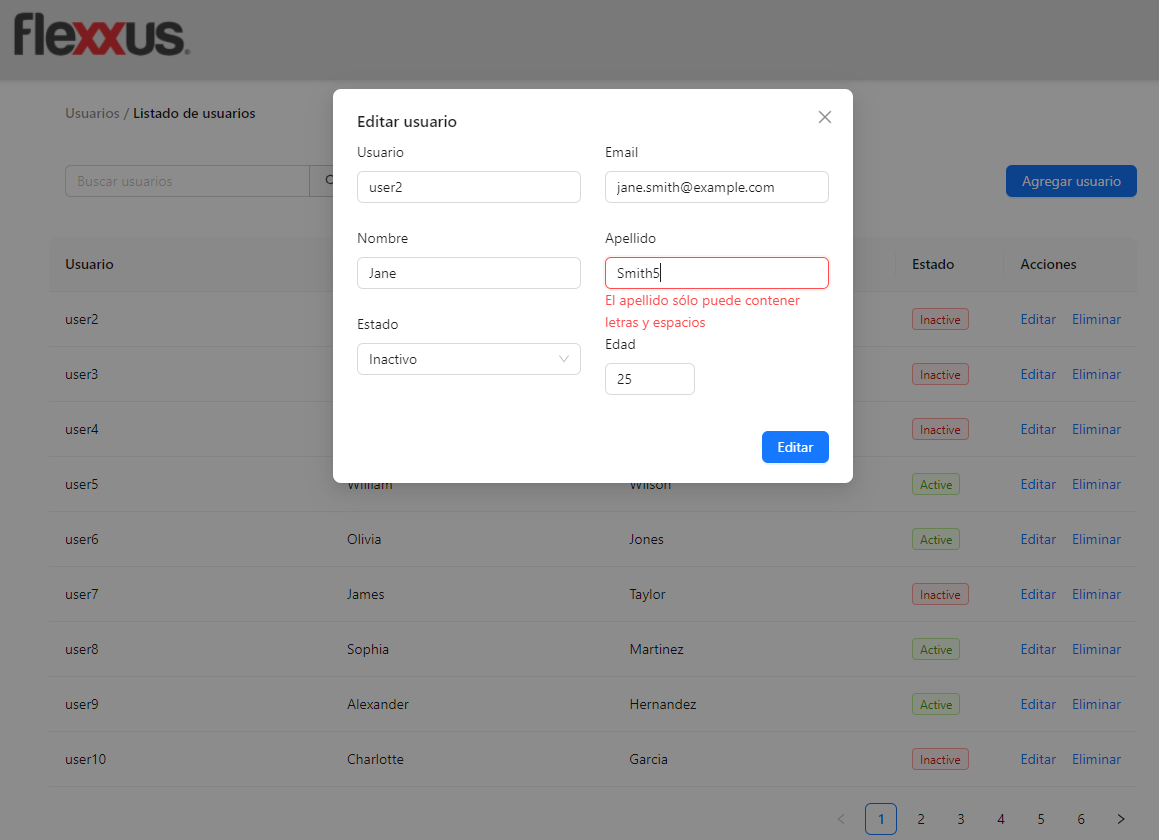 flexxus
Usuarios / Listado de usuarios
Buscar usuarios
Agregar usuario
Editar usuario
Usuario
Email
user2
jane.smith@example.com
Nombre
Apellido
Jane
Smith5
El apellido sólo puede contener
letras y espacios
Estado
Edad
Inactivo
25
Editar
Usuario Estado Acciones
user2 Inactive Editar Eliminar
user3 Inactive Editar Eliminar
user4 Inactive Editar Eliminar
user5 William Wilson Active Editar Eliminar
user6 Olivia Jones Active Editar Eliminar
user7 James Taylor Inactive Editar Eliminar
user8 Sophia Martinez Active Editar Eliminar
user9 Alexander Hernandez Active Editar Eliminar
user10 Charlotte Garcia Inactive Editar Eliminar
< 1 2 3 4 5 6 >